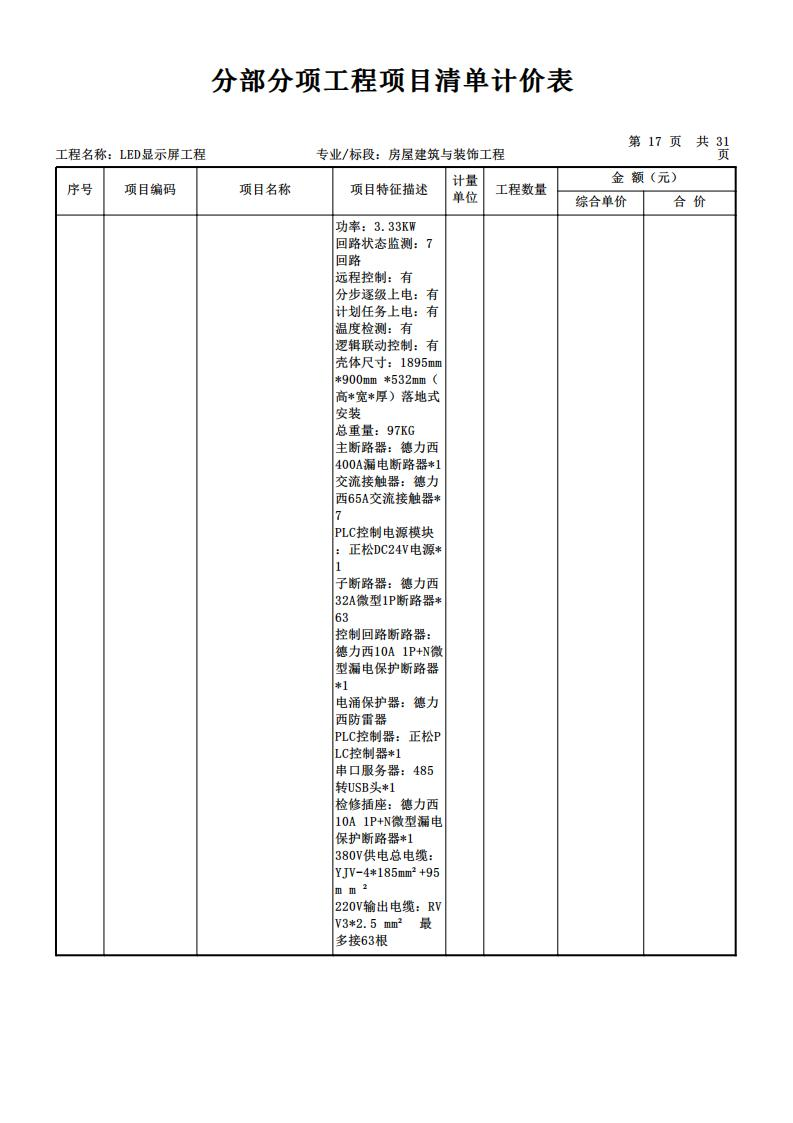 分部分项工程项目清单计价表
第 17 页 共 31
工程名称：LED显示屏工程 专业/标段：房屋建筑与装饰工程 页
序号 项目编码 项目名称 项目特征描述 计量 工程数量 金 额（元）
单位 综合单价 合 价
功率：3.33KW
回路状态监测：7
回路
远程控制：有
分步逐级上电：有
计划任务上电：有
温度检测：有
逻辑联动控制：有
壳体尺寸：1895mm
*900mm *532mm（
高*宽*厚）落地式
安装
总重量：97KG
主断路器：德力西
400A漏电断路器*1
交流接触器：德力
西65A交流接触器*
7
PLC控制电源模块
：正松DC24V电源*
1
子断路器：德力西
32A微型1P断路器*
63
控制回路断路器：
德力西10A 1P+N微
型漏电保护断路器
*1
电涌保护器：德力
西防雷器
PLC控制器：正松P
LC控制器*1
串口服务器：485
转USB头*1
检修插座：德力西
10A 1P+N微型漏电
保护断路器*1
380V供电总电缆：
YJV-4*185mm²+95
m m ²
220V输出电缆：RV
V3*2.5 mm² 最
多接63根